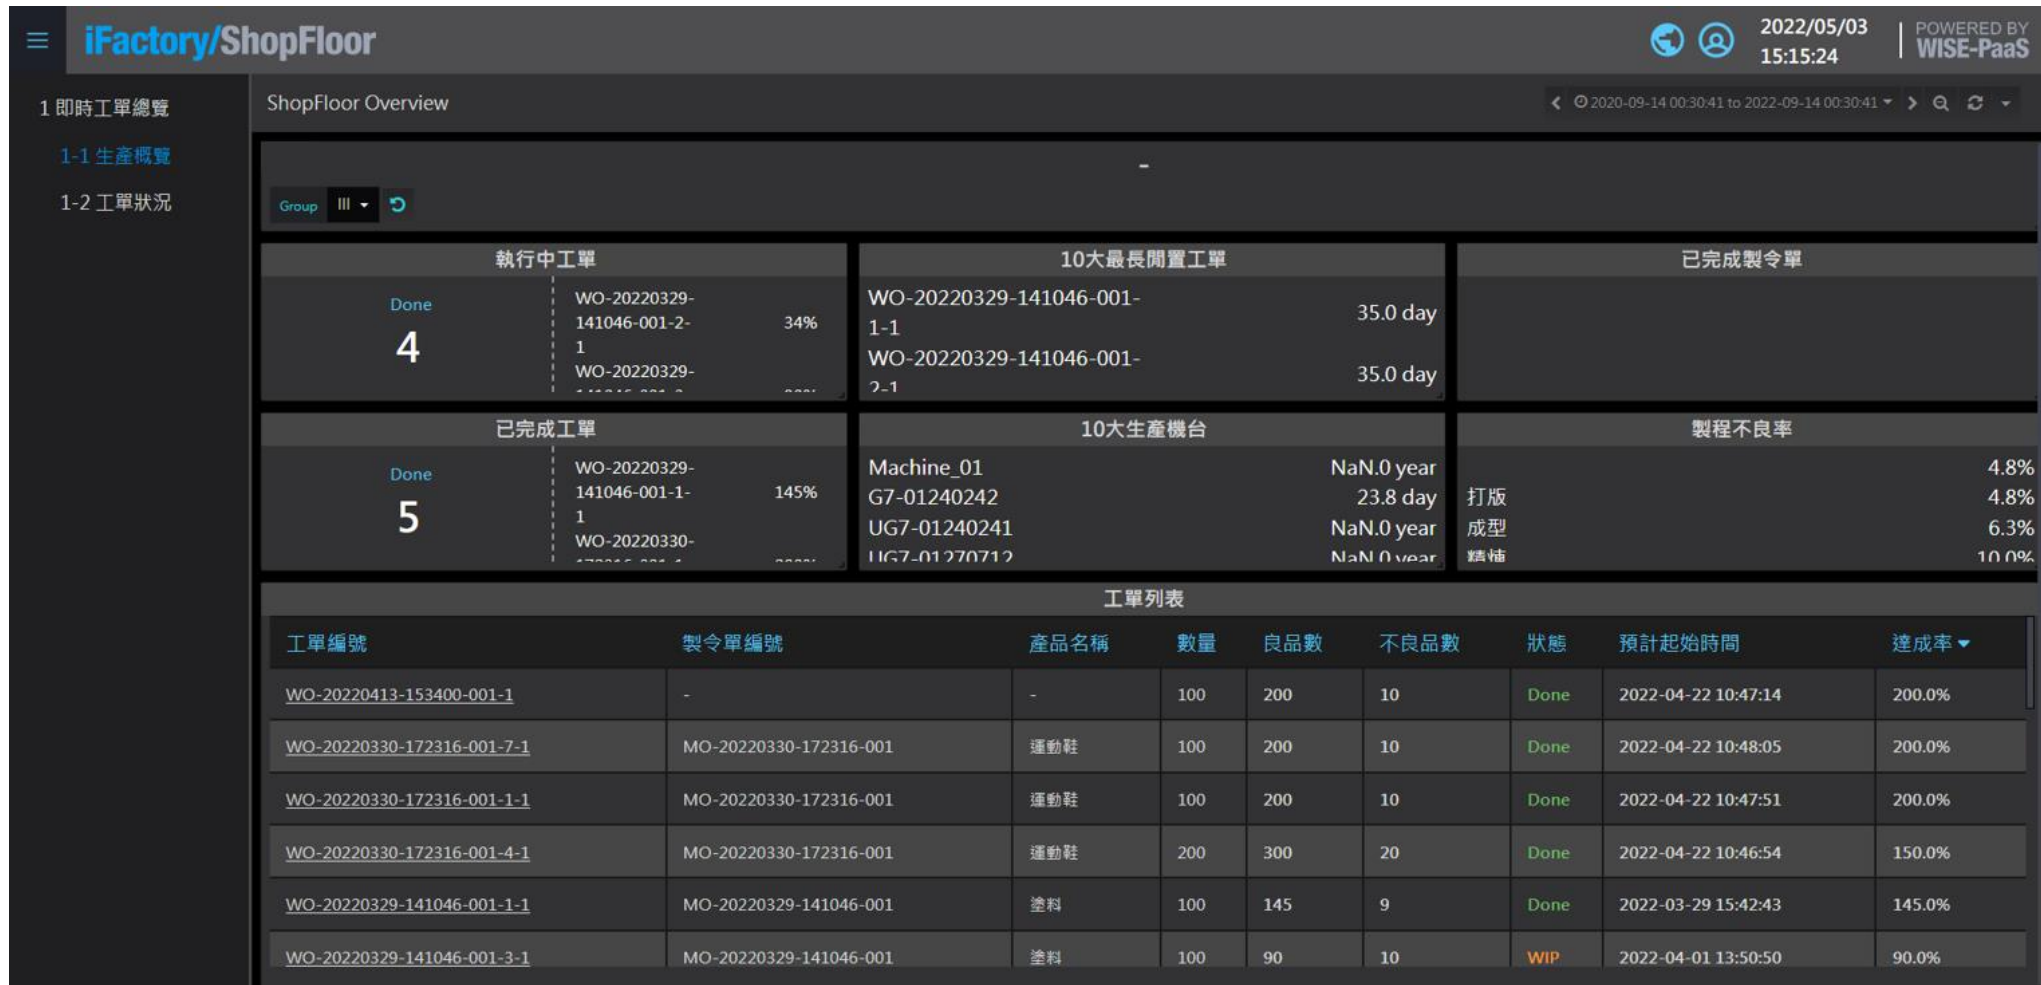 iFactory/ShopFloor
2022/05/03
15:15:24
POWERED BY
WISE-PaaS
1 即時工單總覽
1-1 生產概覽
1-2 工單狀況
ShopFloor Overview
2020-09-14 00:30:41 to 2022-09-14 00:30:41
-
Group III
執行中工單
Done
4
WO-20220329-
141046-001-2-
1
34%
WO-20220329-
10大最長閒置工單
WO-20220329-141046-001-
1-1
35.0 day
WO-20220329-141046-001-
2-1
35.0 day
已完成製令單
已完成工單
Done
5
WO-20220329-
141046-001-1-
1
145%
WO-20220330-
10大生產機台
Machine_01 NaN.0 year
G7-01240242 23.8 day
UG7-01240241 NaN.0 year
UG7-01270712 NaN.0 year
製程不良率
4.8%
打版 4.8%
成型 6.3%
精煉 10.0%
工單列表
工單編號 製令單編號 產品名稱 數量 良品數 不良品數 狀態 預計起始時間 達成率
WO-20220413-153400-001-1 - - 100 200 10 Done 2022-04-22 10:47:14 200.0%
WO-20220330-172316-001-7-1 MO-20220330-172316-001 運動鞋 100 200 10 Done 2022-04-22 10:48:05 200.0%
WO-20220330-172316-001-1-1 MO-20220330-172316-001 運動鞋 100 200 10 Done 2022-04-22 10:47:51 200.0%
WO-20220330-172316-001-4-1 MO-20220330-172316-001 運動鞋 200 300 20 Done 2022-04-22 10:46:54 150.0%
WO-20220329-141046-001-1-1 MO-20220329-141046-001 塗料 100 145 9 Done 2022-03-29 15:42:43 145.0%
WO-20220329-141046-001-3-1 MO-20220329-141046-001 塗料 100 90 10 WIP 2022-04-01 13:50:50 90.0%